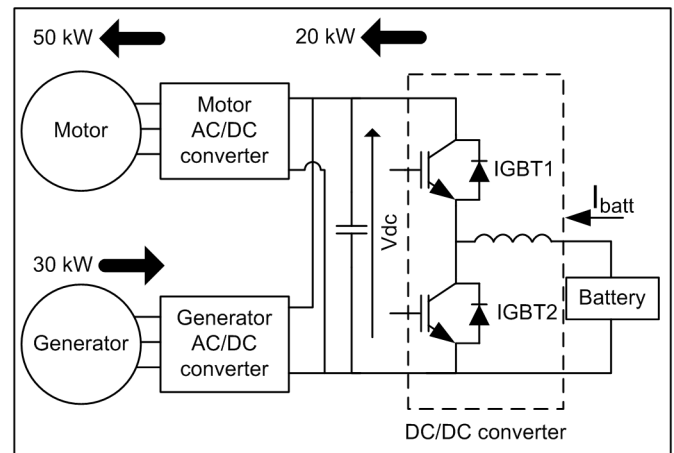 50 kW
20 kW
Motor
Motor
AC/DC
converter
IGBT1
Vdc
I batt
30 kW
Generator
Generator
AC/DC
converter
IGBT2
Battery
DC/DC converter